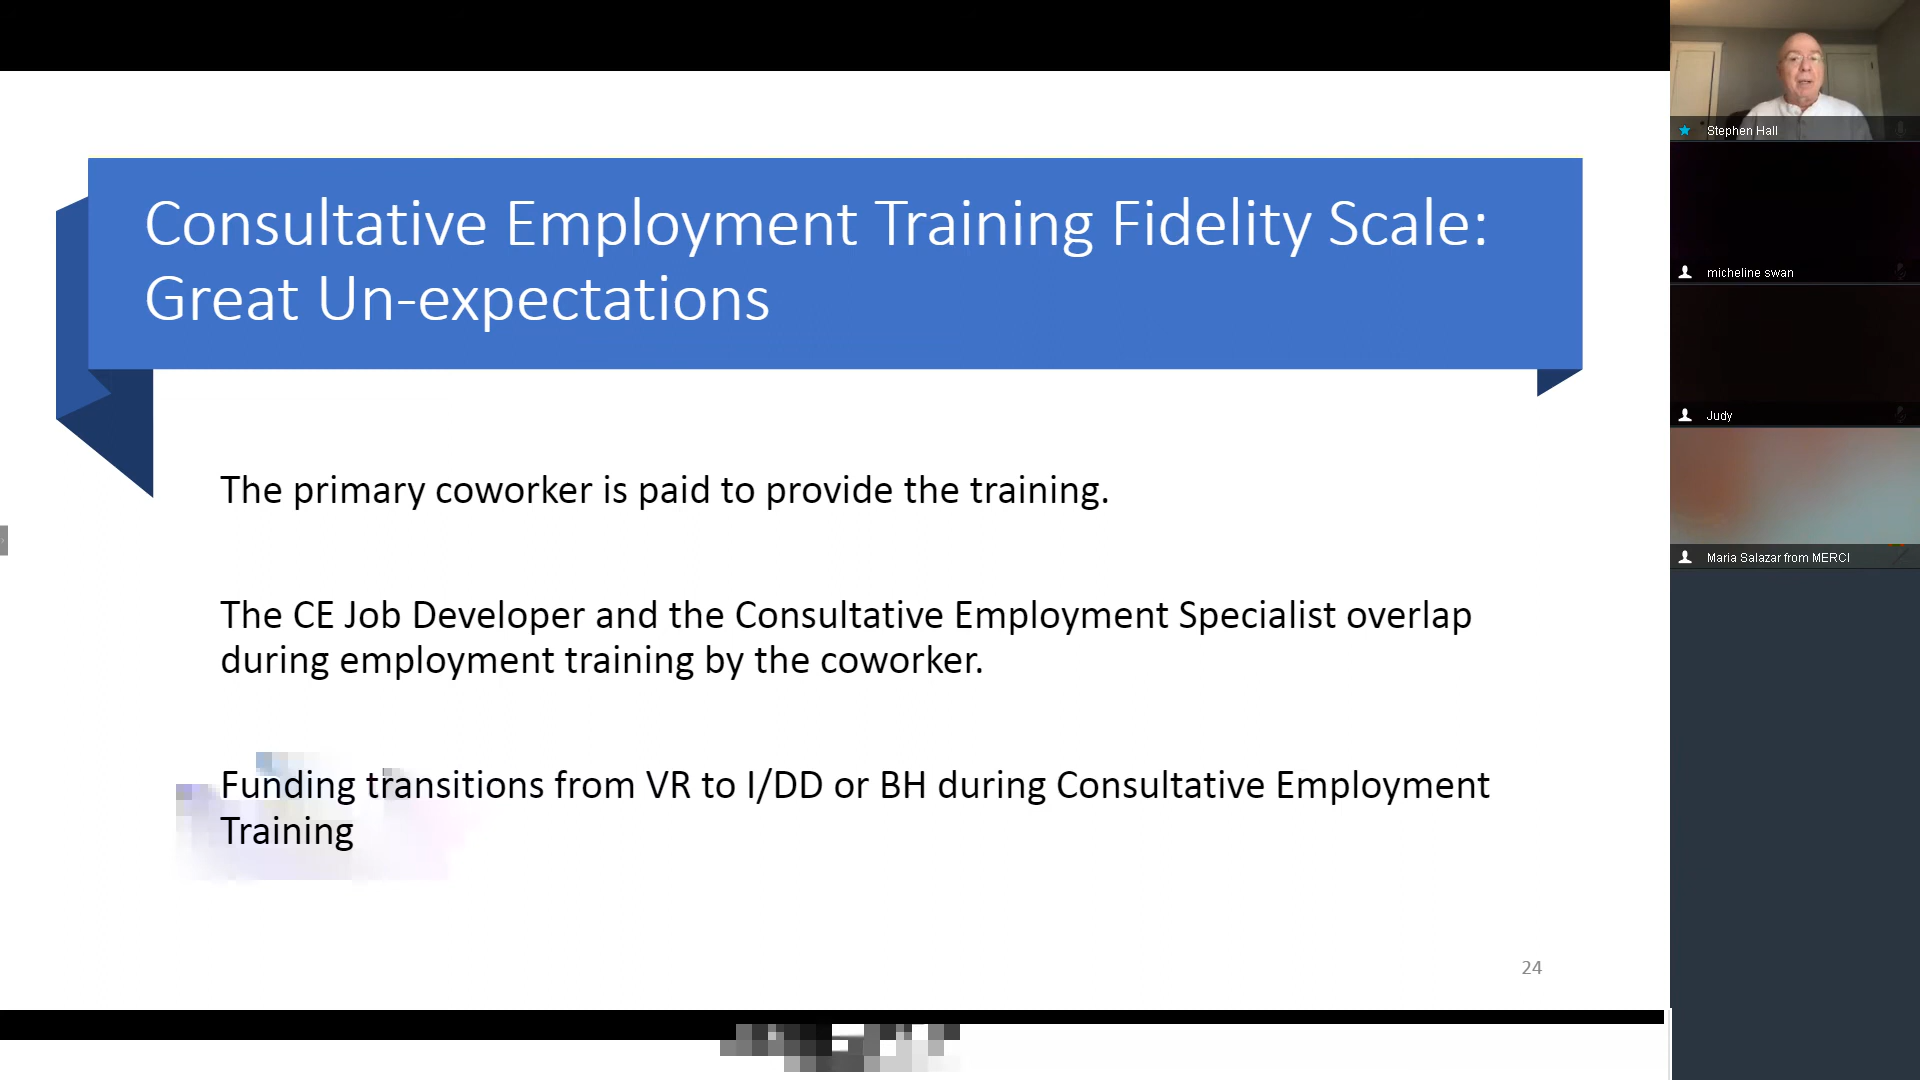 Consultative Employment Training Fidelity Scale:
Great Un-expectations
The primary coworker is paid to provide the training.
The CE Job Developer and the Consultative Employment Specialist overlap
during employment training by the coworker.
Funding transitions from VR to I/DD or BH during Consultative Employment
Training
24
Stephen Hall
micheline swan
Judy
Maria Salazar from MERCI